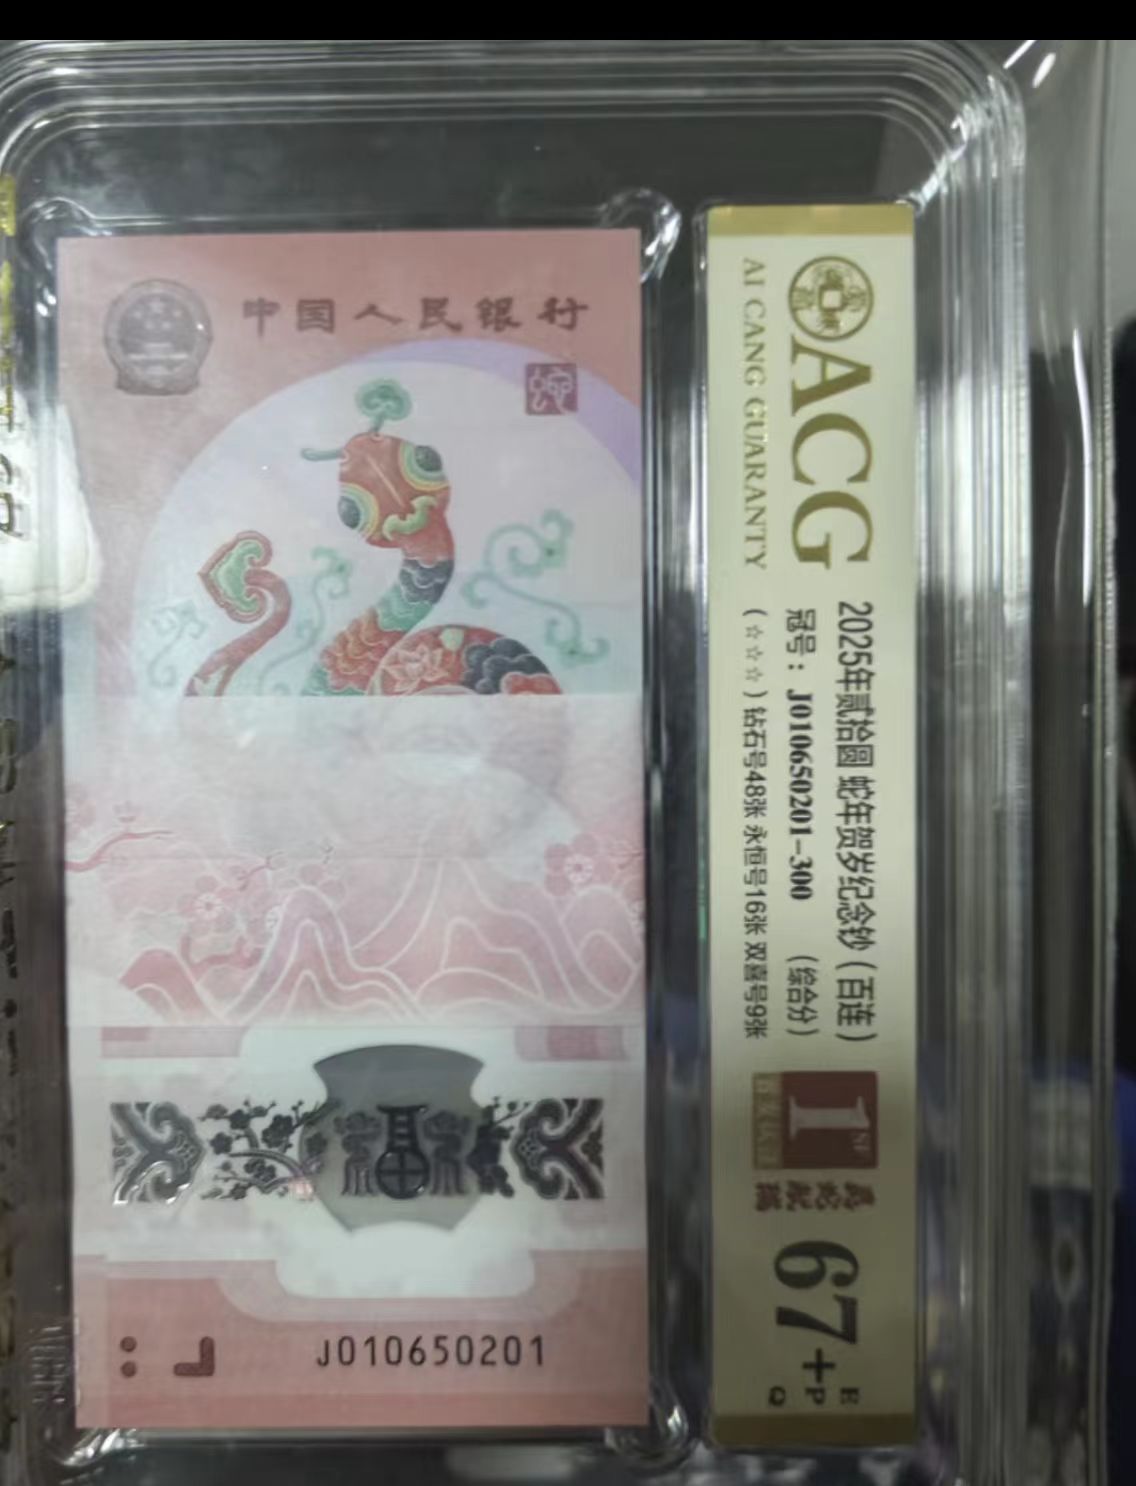 中国人民银行
蛇
J010650201
ACG
AI CANG GUARANTY
2025年贰拾圆 蛇年贺岁纪念钞(百连)
冠号: J010650201-300 (综合分)
(☆☆☆)钻石号48张 永恒号16张 双喜号9张
1ST
67+
E
P
Q